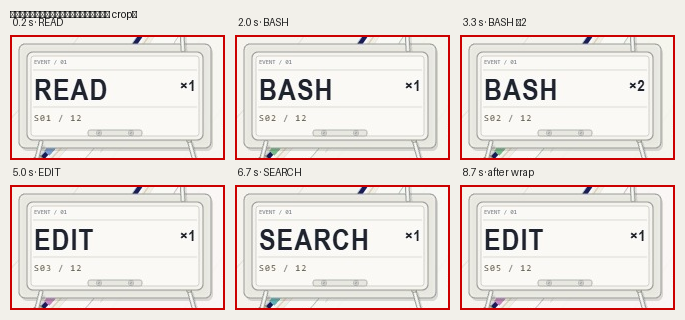 crop
0.2 s · READ
2.0 s · BASH
3.3 s · BASH 2
EVENT / 01
READ ×1
S01 / 12
EVENT / 01
BASH ×1
S02 / 12
EVENT / 01
BASH ×2
S02 / 12
5.0 s · EDIT
6.7 s · SEARCH
8.7 s · after wrap
EVENT / 01
EDIT ×1
S03 / 12
EVENT / 01
SEARCH ×1
S05 / 12
EVENT / 01
EDIT ×1
S05 / 12